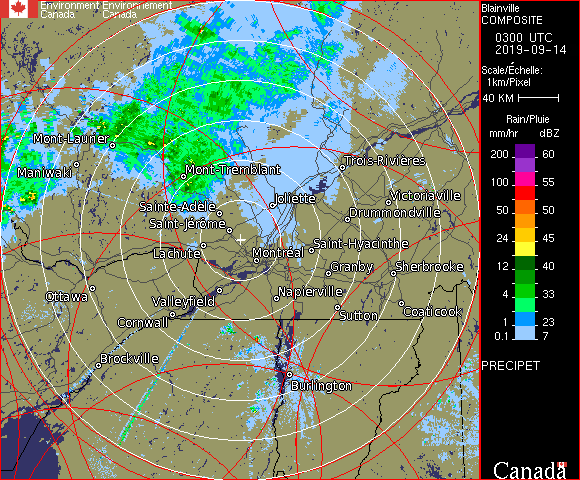 Environment Environnement
Canada Canada
Blainville
COMPOSITE
0300 UTC
2019-09-14
Scale/Échelle:
1km/Pixel
40 KM
Rain/Pluie
mm/hr dBZ
200 60
100 55
50 50
24 45
12 40
4 33
1 23
0.1 7
PRECIPET
Canada
Mont-Laurier
Maniwaki
Mont-Tremblant
Trois-Rivières
Sainte-Adele
Joliette
Victoriaville
Drummondville
Saint-Jérôme
Lachute
Montréal
Saint-Hyacinthe
Granby
Sherbrooke
Ottawa
Valleyfield
Napierville
Cornwall
Sutton
Coaticook
Brockville
Burlington